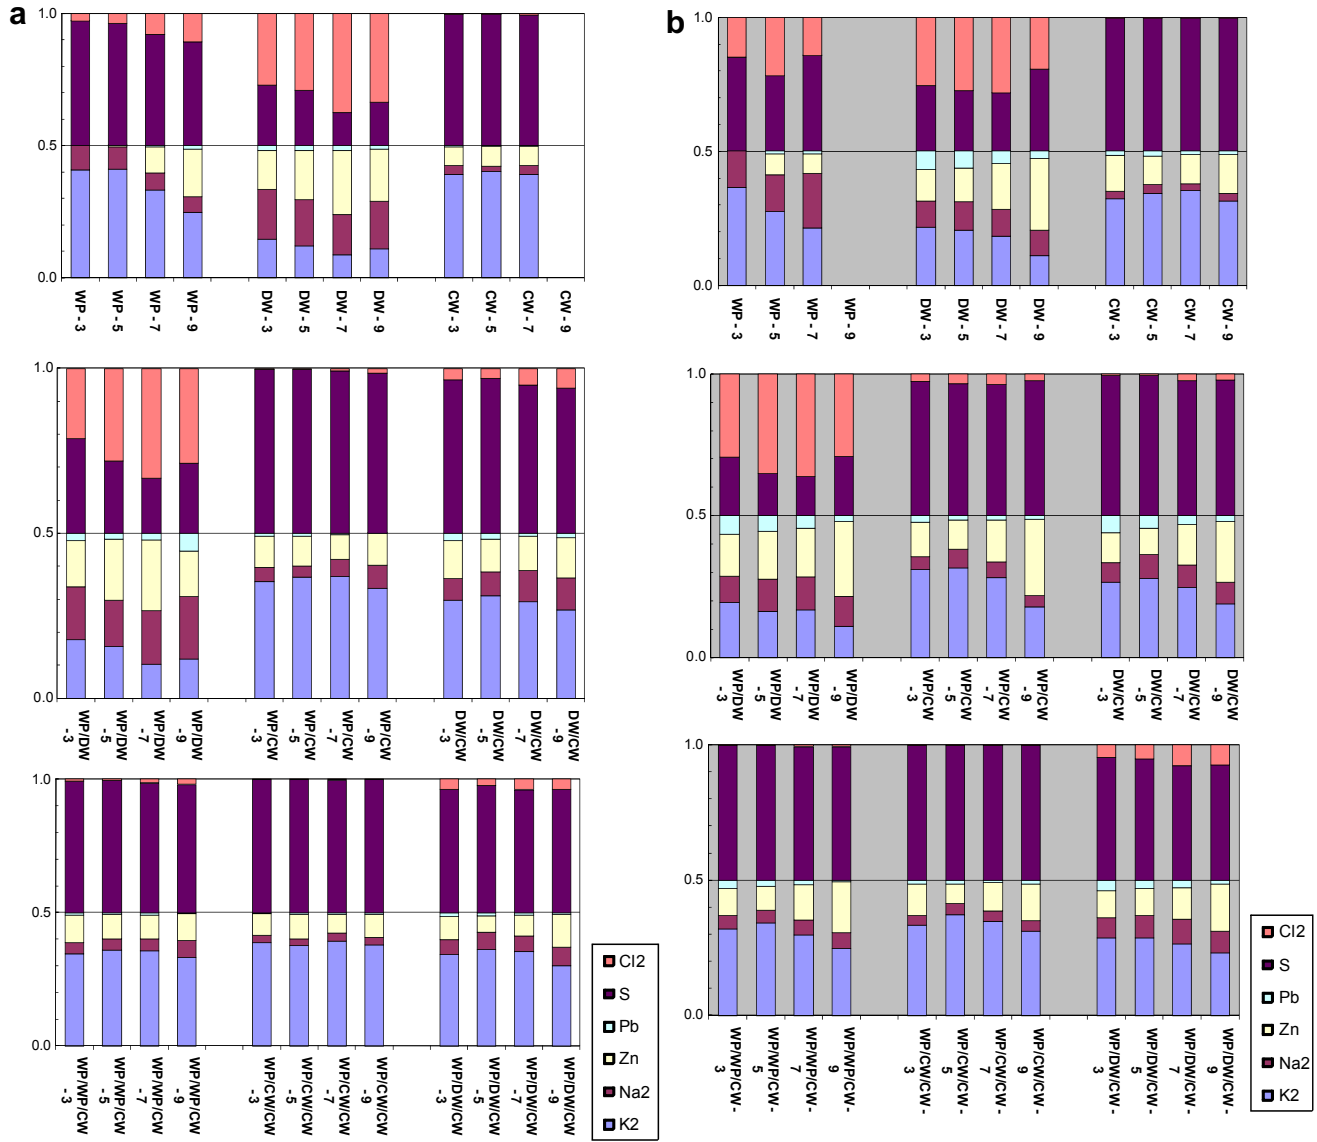 a
1.0
0.5
0.0
WP - 3
WP - 5
WP - 7
WP - 9
DW - 3
DW - 5
DW - 7
DW - 9
CW - 3
CW - 5
CW - 7
CW - 9
1.0
0.5
0.0
WP/DW
- 3
WP/DW
- 5
WP/DW
- 7
WP/DW
- 9
WP/CW
- 3
WP/CW
- 5
WP/CW
- 7
WP/CW
- 9
DW/CW
- 3
DW/CW
- 5
DW/CW
- 7
DW/CW
- 9
1.0
0.5
0.0
WP/WP/CW
- 3
WP/WP/CW
- 5
WP/WP/CW
- 7
WP/WP/CW
- 9
WP/CW/CW
- 3
WP/CW/CW
- 5
WP/CW/CW
- 7
WP/CW/CW
- 9
WP/DW/CW
- 3
WP/DW/CW
- 5
WP/DW/CW
- 7
WP/DW/CW
- 9
Cl2
S
Pb
Zn
Na2
K2
b
1.0
0.5
0.0
WP - 3
WP - 5
WP - 7
WP - 9
DW - 3
DW - 5
DW - 7
DW - 9
CW - 3
CW - 5
CW - 7
CW - 9
1.0
0.5
0.0
WP/DW
- 3
WP/DW
- 5
WP/DW
- 7
WP/DW
- 9
WP/CW
- 3
WP/CW
- 5
WP/CW
- 7
WP/CW
- 9
DW/CW
- 3
DW/CW
- 5
DW/CW
- 7
DW/CW
- 9
1.0
0.5
0.0
WP/WP/CW -
3
WP/WP/CW -
5
WP/WP/CW -
7
WP/WP/CW -
9
WP/CW/CW -
3
WP/CW/CW -
5
WP/CW/CW -
7
WP/CW/CW -
9
WP/DW/CW -
3
WP/DW/CW -
5
WP/DW/CW -
7
WP/DW/CW -
9
Cl2
S
Pb
Zn
Na2
K2